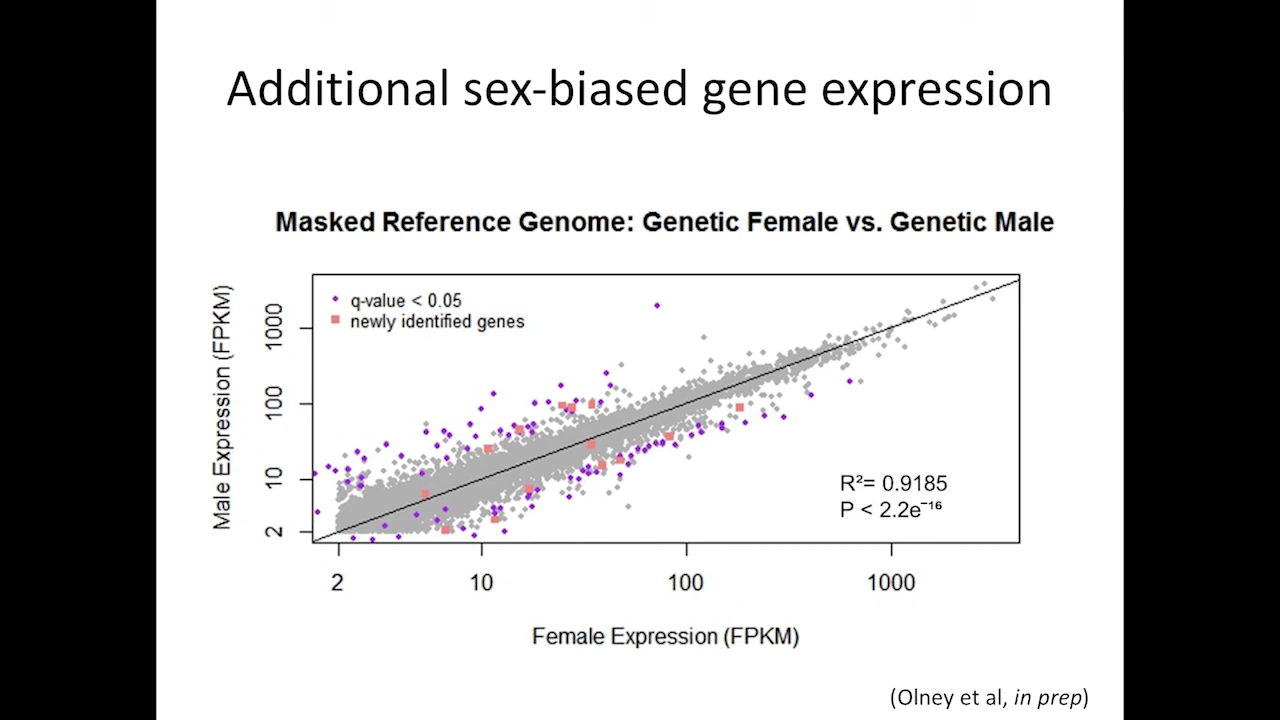 Additional sex-biased gene expression
Masked Reference Genome: Genetic Female vs. Genetic Male
q-value < 0.05
newly identified genes
Male Expression (FPKM)
1000
100
10
2
R²= 0.9185
P < 2.2e⁻¹⁶
2 10 100 1000
Female Expression (FPKM)
(Olney et al, in prep)